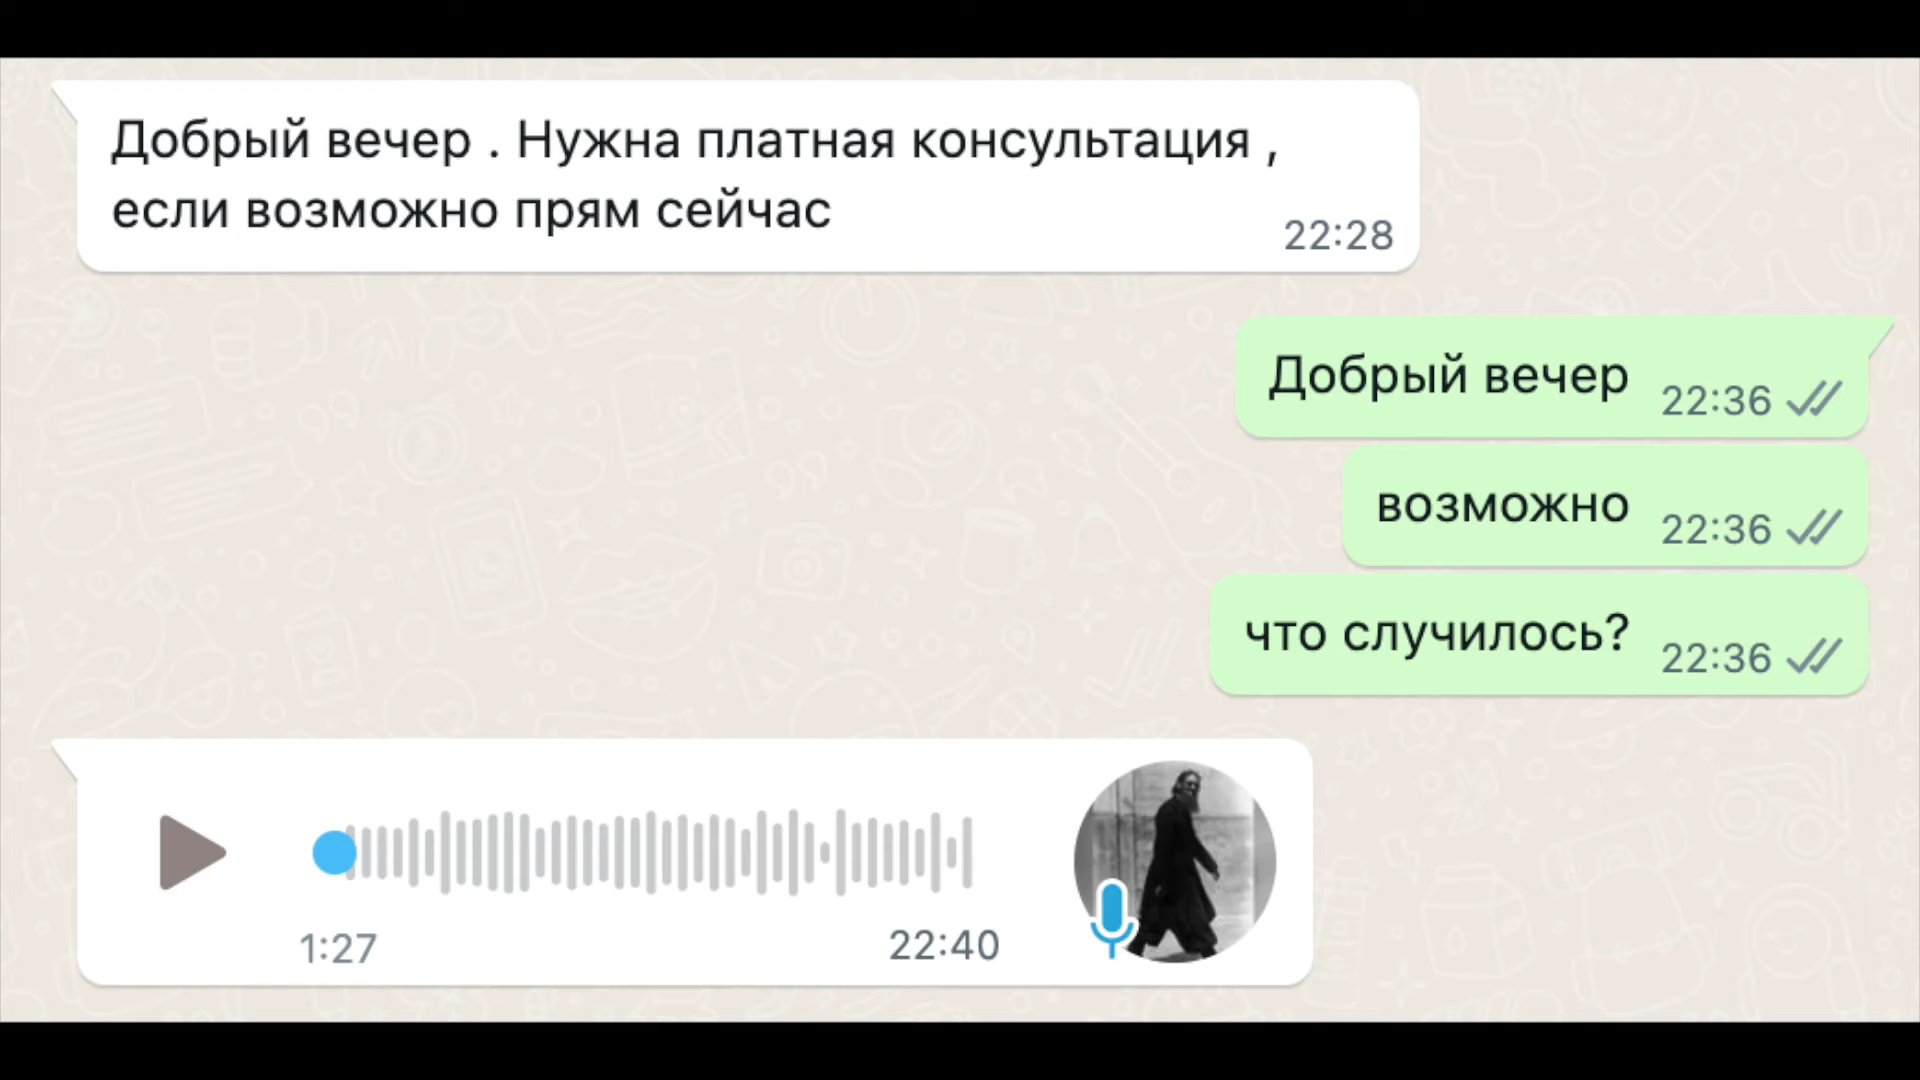 Добрый вечер . Нужна платная консультация ,
если возможно прям сейчас
22:28
Добрый вечер 22:36
возможно 22:36
что случилось? 22:36
1:27 22:40